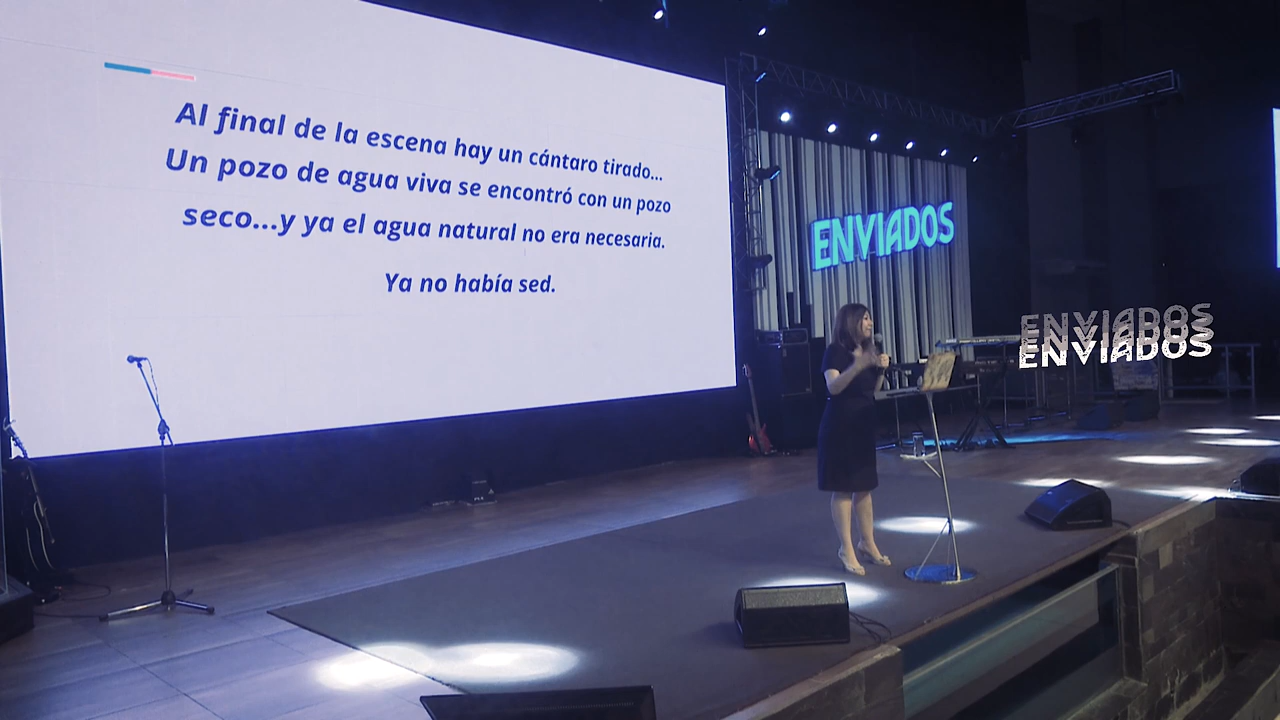 Al final de la escena hay un cántaro tirado...
Un pozo de agua viva se encontró con un pozo
seco...y ya el agua natural no era necesaria.
Ya no había sed.
ENVIADOS
ENVIADOS
ENVIADOS
ENVIADOS